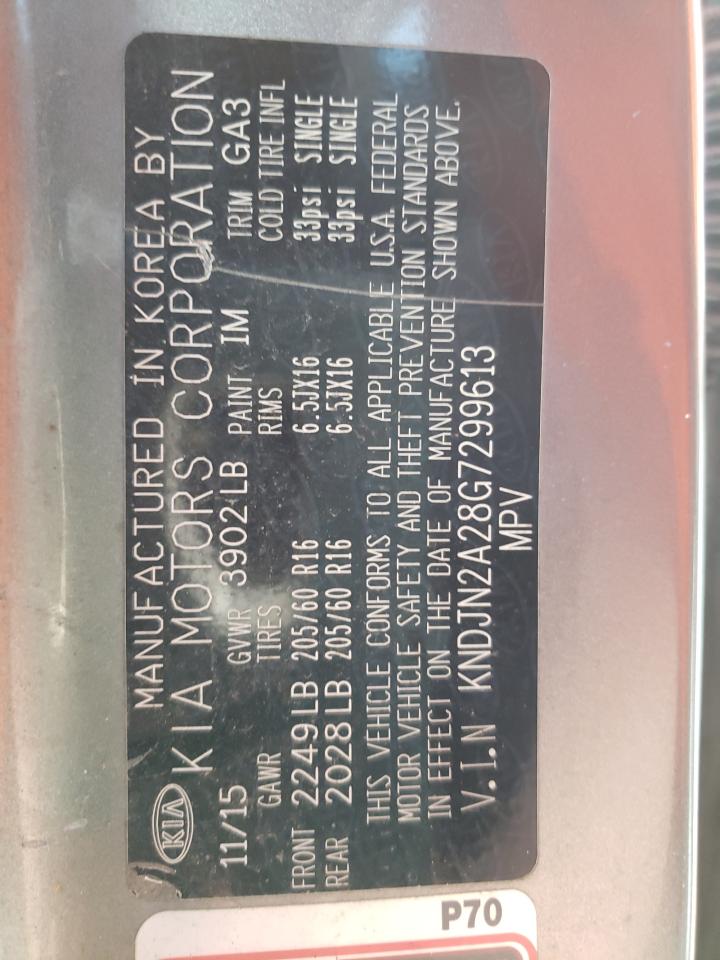 MANUFACTURED IN KOREA BY
KIA KIA MOTORS CORPORATION
11/15 GVWR 3902LB PAINT IM TRIM GA3
GAWR TIRES RIMS COLD TIRE INFL
FRONT 2249LB 205/60 R16 6.5JX16 33psi SINGLE
REAR 2028LB 205/60 R16 6.5JX16 33psi SINGLE
THIS VEHICLE CONFORMS TO ALL APPLICABLE U.S.A. FEDERAL
MOTOR VEHICLE SAFETY AND THEFT PREVENTION STANDARDS
IN EFFECT ON THE DATE OF MANUFACTURE SHOWN ABOVE.
V.I.N KNDJN2A28G7299613
MPV
P70